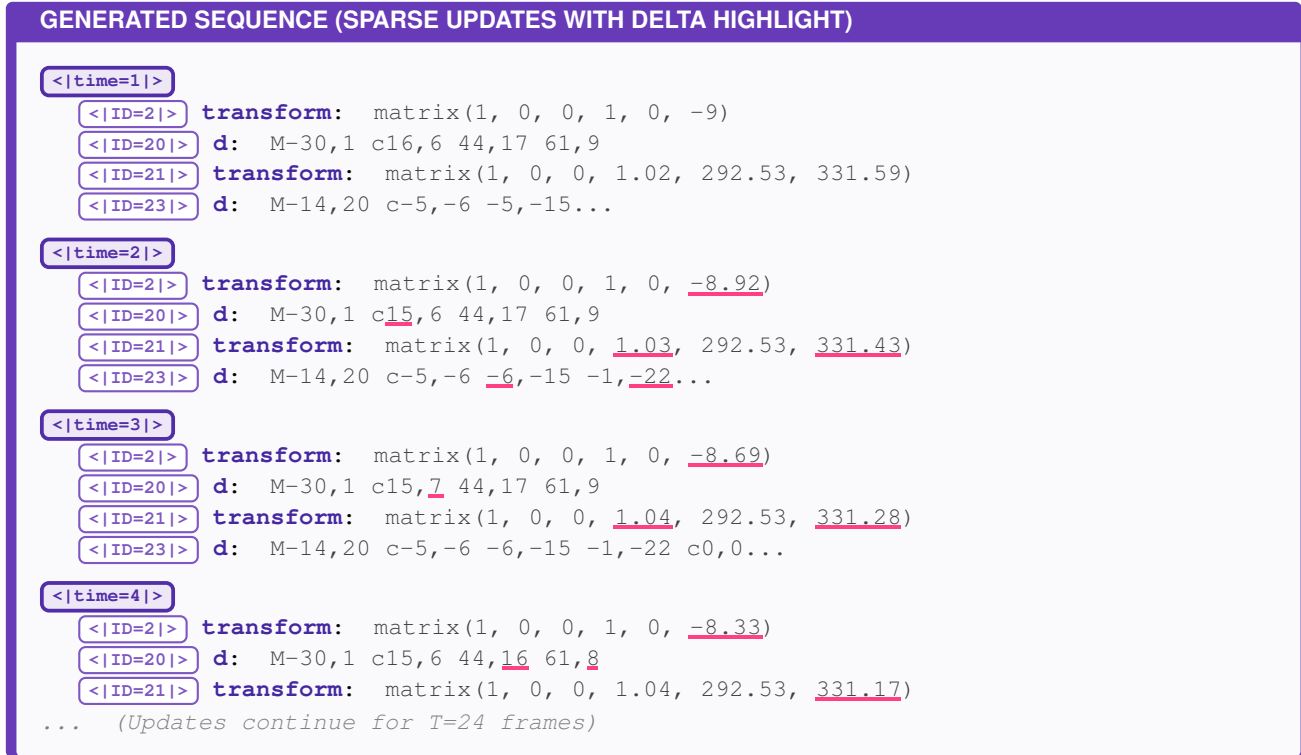 GENERATED SEQUENCE (SPARSE UPDATES WITH DELTA HIGHLIGHT)
<|time=1|>
<|ID=2|> transform: matrix(1, 0, 0, 1, 0, -9)
<|ID=20|> d: M-30,1 c16,6 44,17 61,9
<|ID=21|> transform: matrix(1, 0, 0, 1.02, 292.53, 331.59)
<|ID=23|> d: M-14,20 c-5,-6 -5,-15...
<|time=2|>
<|ID=2|> transform: matrix(1, 0, 0, 1, 0, -8.92)
<|ID=20|> d: M-30,1 c15,6 44,17 61,9
<|ID=21|> transform: matrix(1, 0, 0, 1.03, 292.53, 331.43)
<|ID=23|> d: M-14,20 c-5,-6 -6,-15 -1,-22...
<|time=3|>
<|ID=2|> transform: matrix(1, 0, 0, 1, 0, -8.69)
<|ID=20|> d: M-30,1 c15,7 44,17 61,9
<|ID=21|> transform: matrix(1, 0, 0, 1.04, 292.53, 331.28)
<|ID=23|> d: M-14,20 c-5,-6 -6,-15 -1,-22 c0,0...
<|time=4|>
<|ID=2|> transform: matrix(1, 0, 0, 1, 0, -8.33)
<|ID=20|> d: M-30,1 c15,6 44,16 61,8
<|ID=21|> transform: matrix(1, 0, 0, 1.04, 292.53, 331.17)
... (Updates continue for T=24 frames)